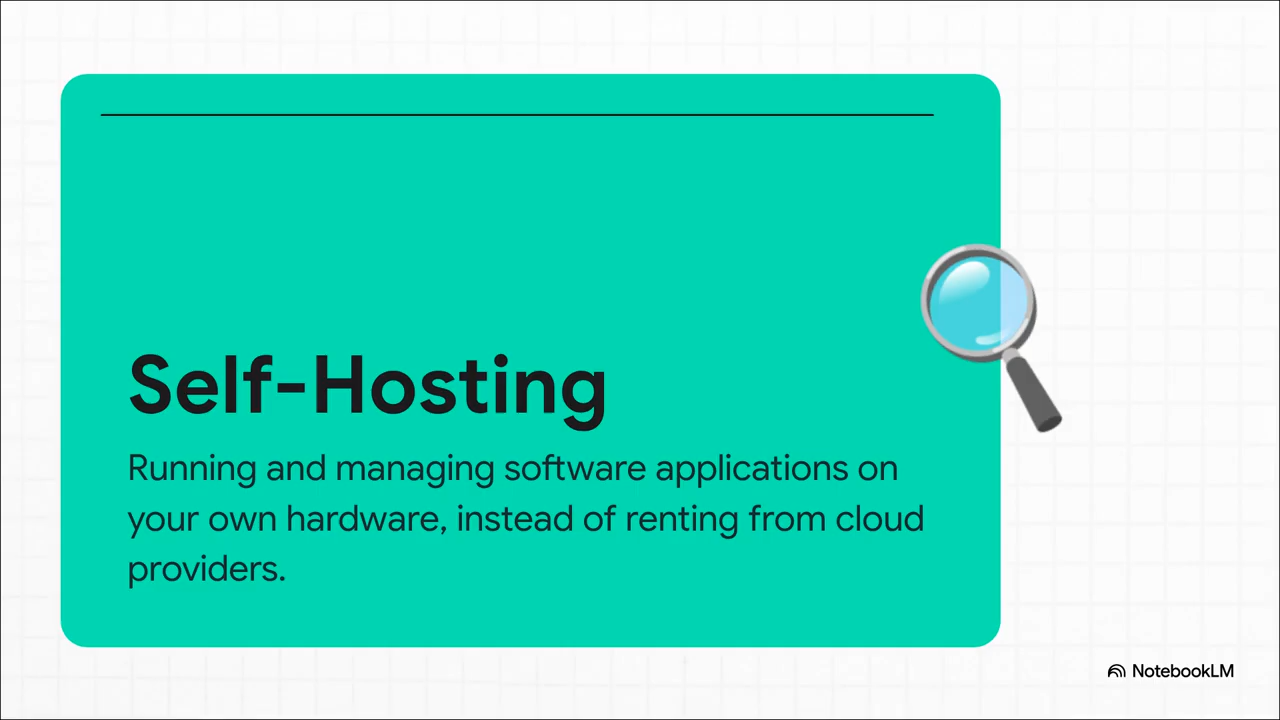 Self-Hosting
Running and managing software applications on
your own hardware, instead of renting from cloud
providers.
NotebookLM